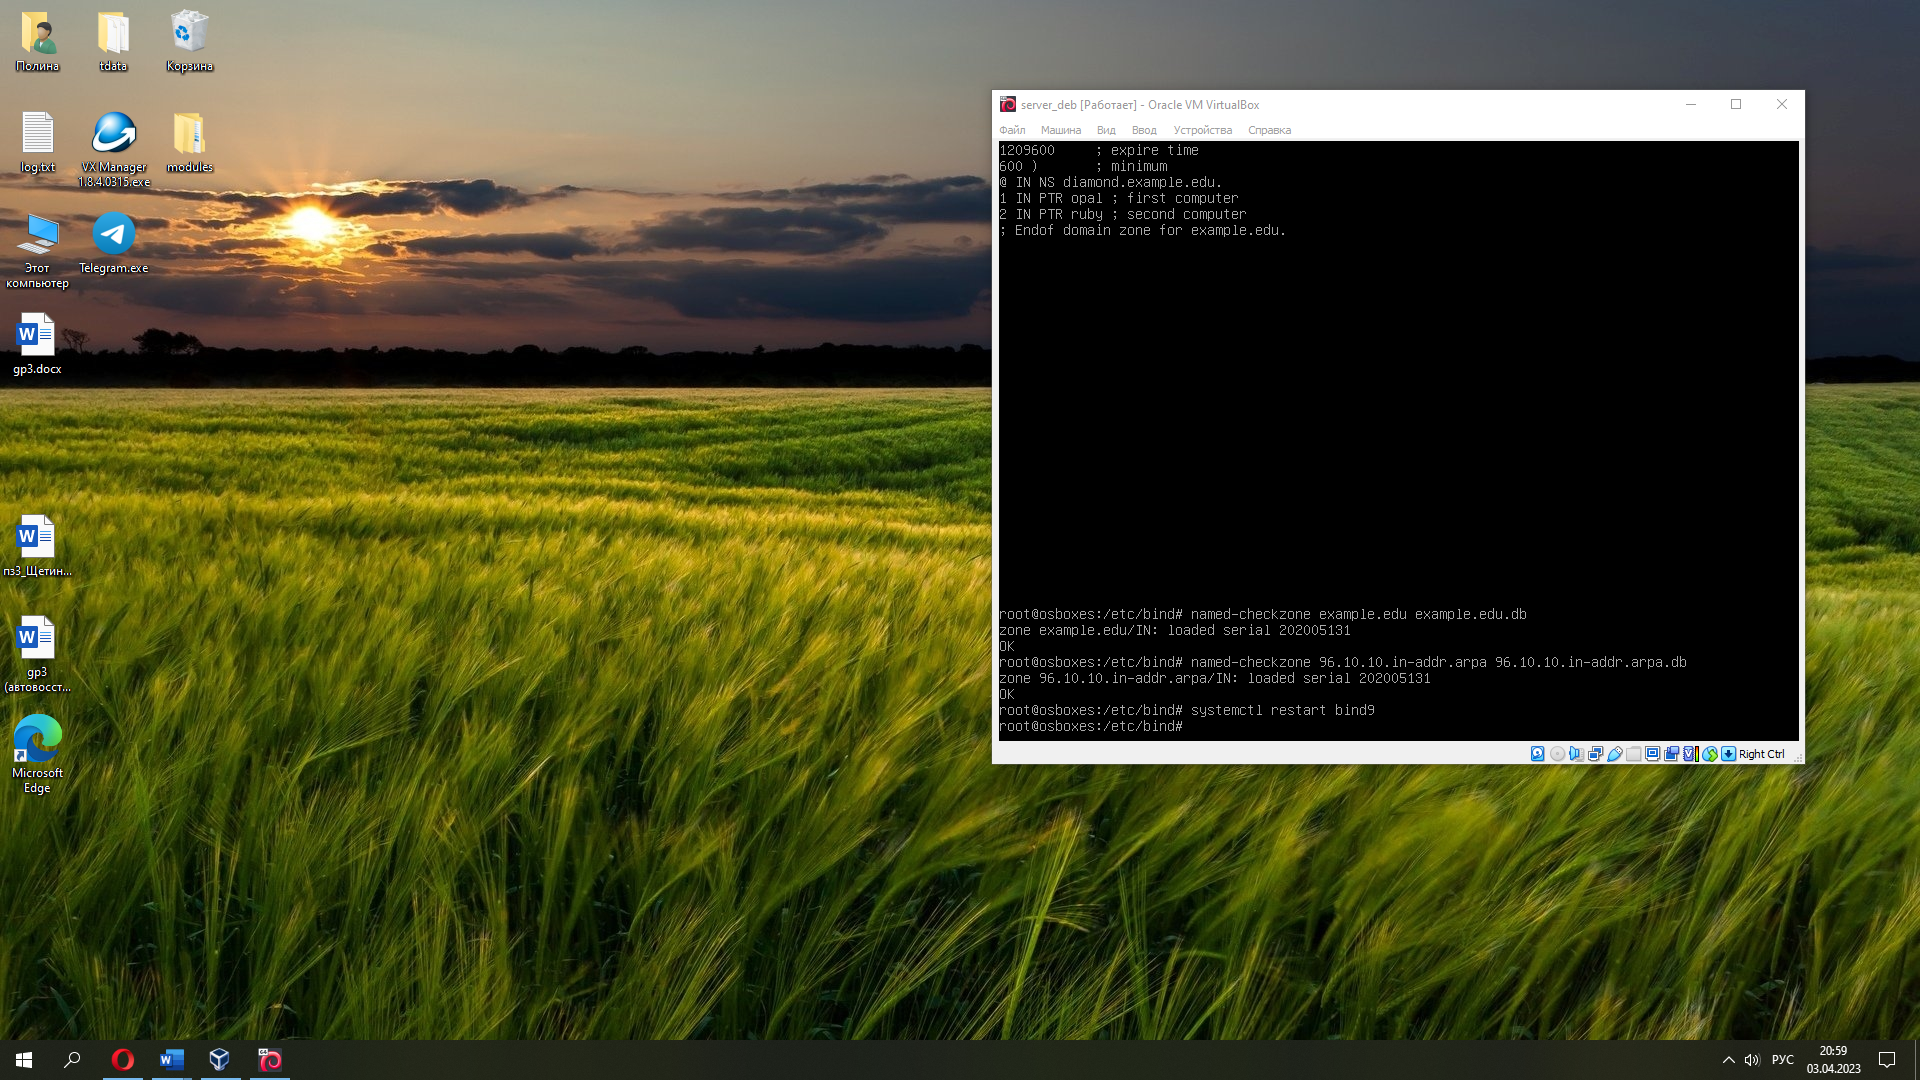 Полина
tdata
Корзина
log.txt
VX Manager
1.8.4.0315.exe
modules
Этот
компьютер
Telegram.exe
gp3.docx
пз3_Щетин...
gp3
(автовосст...
Microsoft
Edge
server_deb [Работает] - Oracle VM VirtualBox
Файл Машина Вид Ввод Устройства Справка
1209600 ; expire time
600 ) ; minimum
@ IN NS diamond.example.edu.
1 IN PTR opal ; first computer
2 IN PTR ruby ; second computer
; Endof domain zone for example.edu.
root@osboxes:/etc/bind# named-checkzone example.edu example.edu.db
zone example.edu/IN: loaded serial 202005131
OK
root@osboxes:/etc/bind# named-checkzone 96.10.10.in-addr.arpa 96.10.10.in-addr.arpa.db
zone 96.10.10.in-addr.arpa/IN: loaded serial 202005131
OK
root@osboxes:/etc/bind# systemctl restart bind9
root@osboxes:/etc/bind#
Right Ctrl
РУС
20:59
03.04.2023